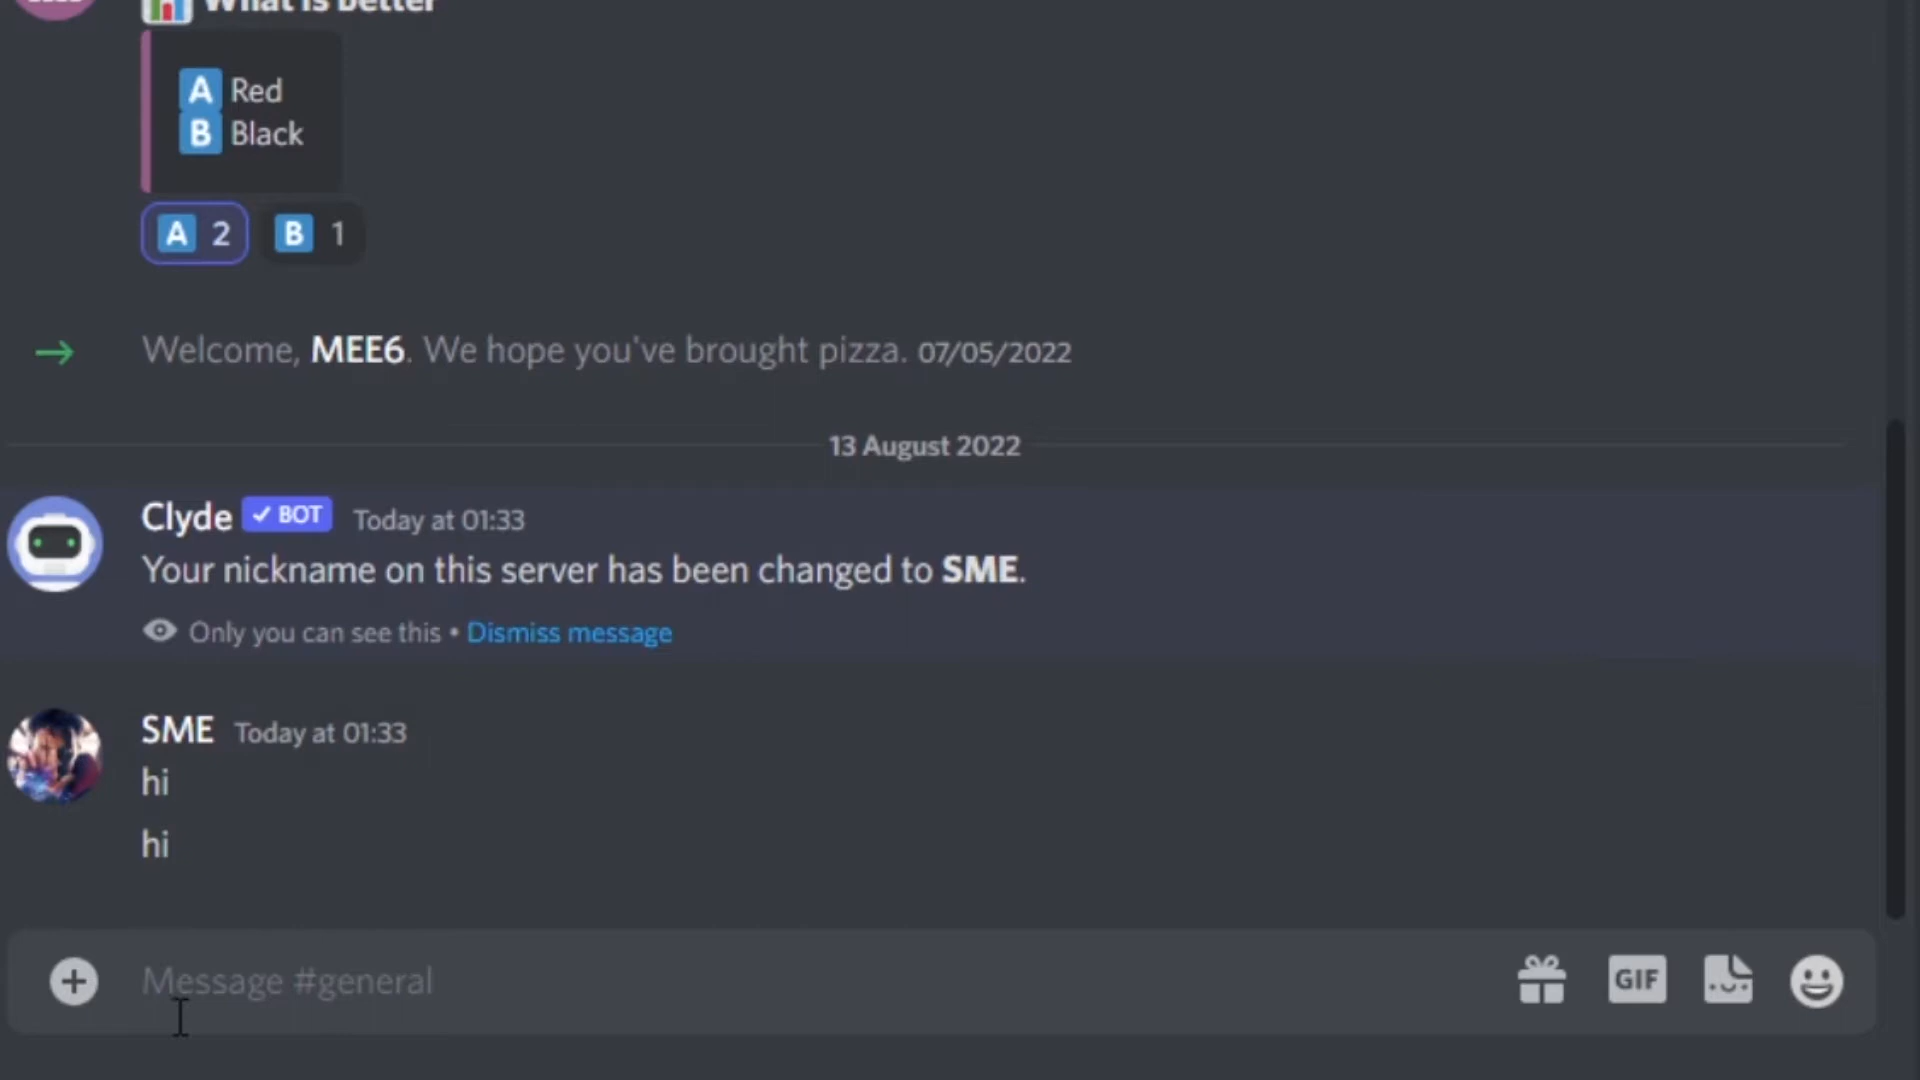 What is better
A Red
B Black
A 2 B 1
Welcome, MEE6. We hope you've brought pizza. 07/05/2022
13 August 2022
Clyde ✓ BOT Today at 01:33
Your nickname on this server has been changed to SME.
Only you can see this • Dismiss message
SME Today at 01:33
hi
hi
Message #general
GIF